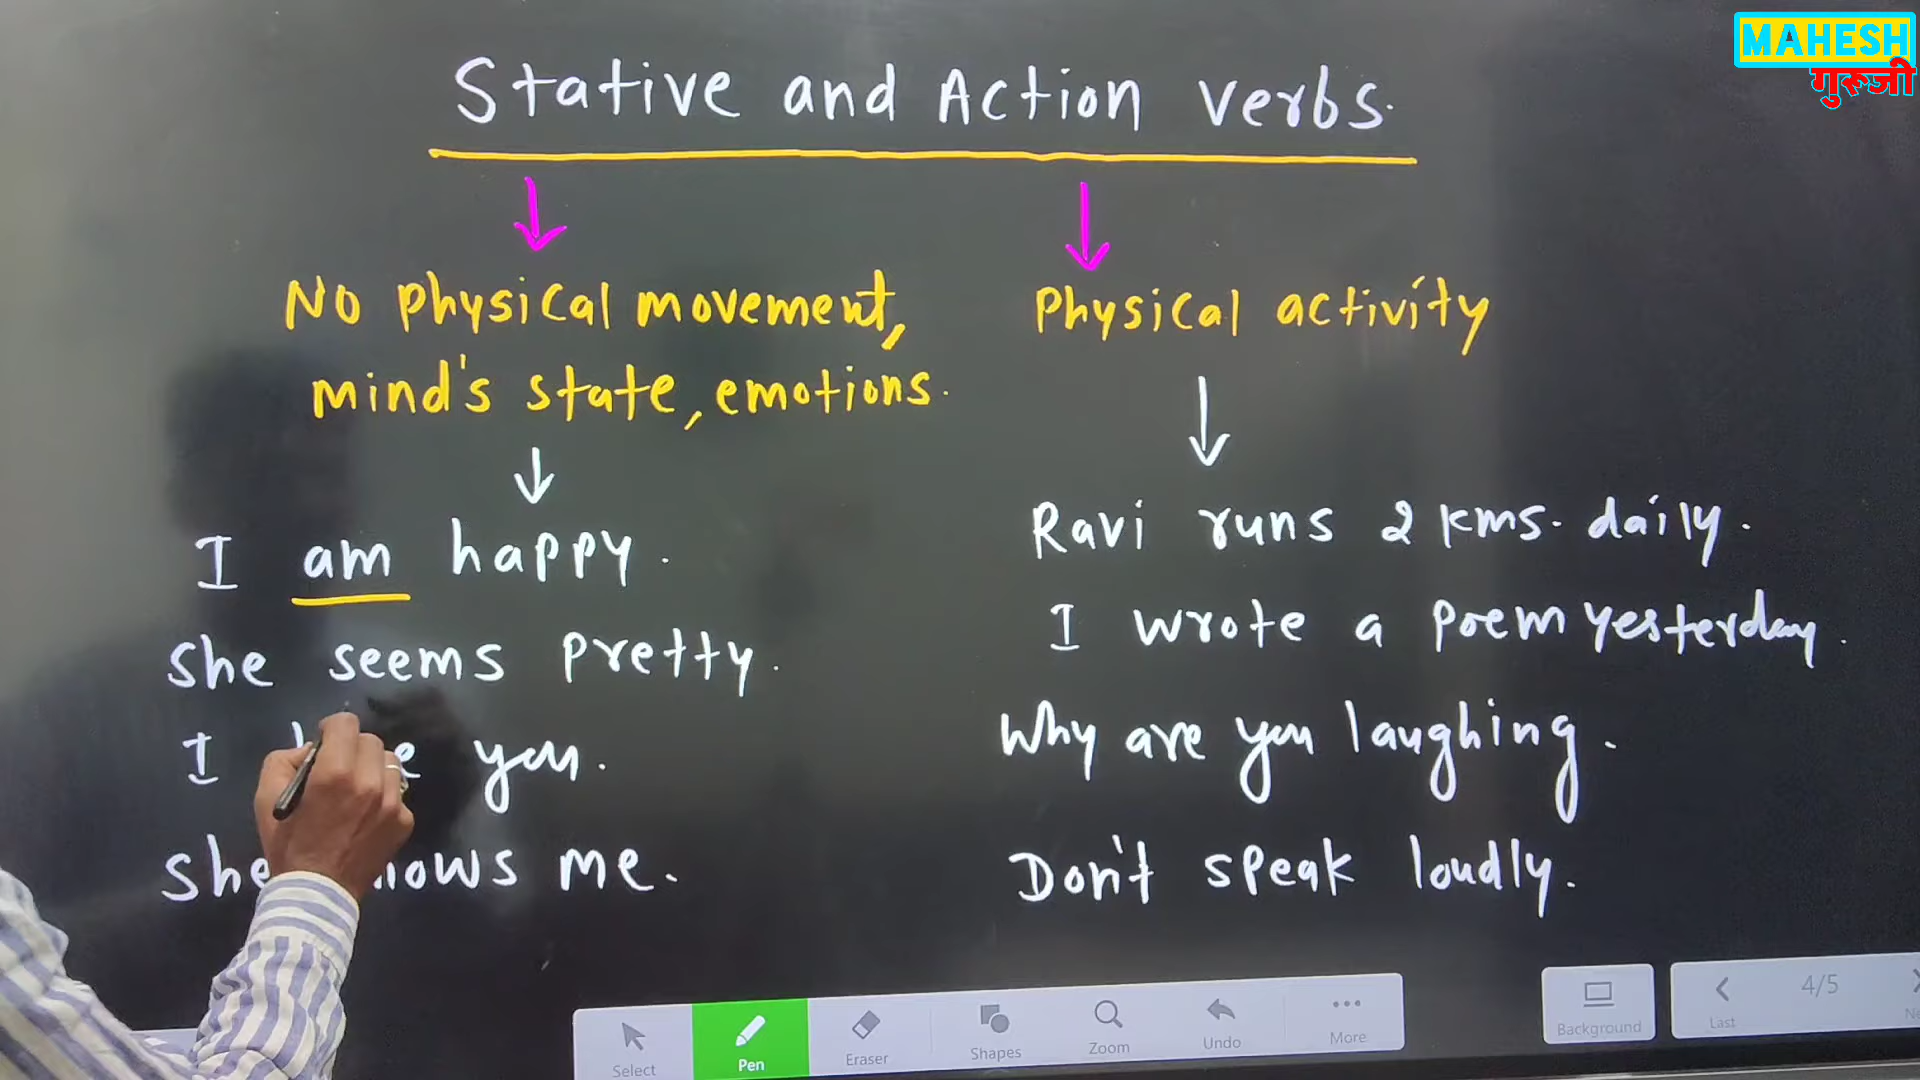 MAHESH
गुरूजी
Stative and Action verbs.
No physical movement,
mind's state, emotions.
Physical activity
I am happy.
She seems pretty.
I you.
She me.
Ravi runs 2 kms. daily.
I wrote a poem yesterday.
Why are you laughing.
Don't speak loudly.
Select
Pen
Eraser
Shapes
Zoom
Undo
More
Background
Last
4/5